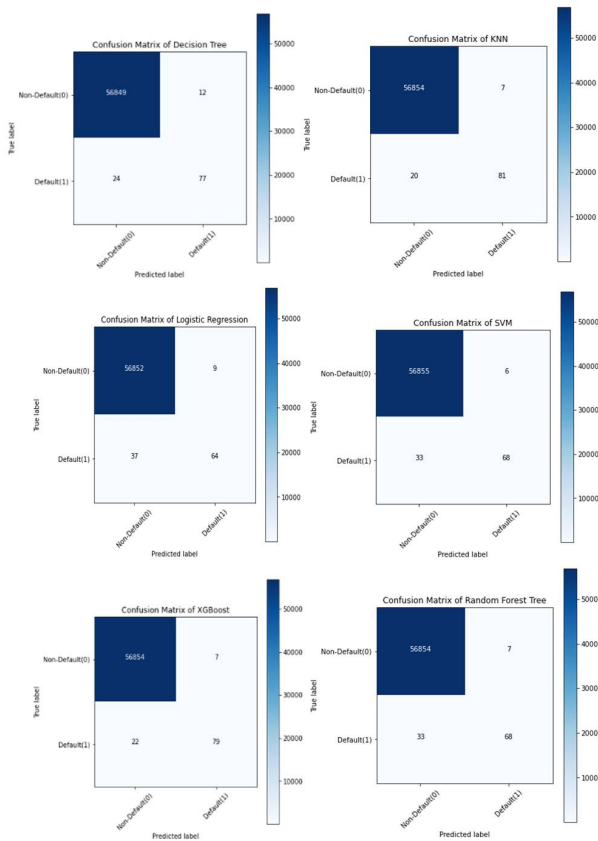 Confusion Matrix of Decision Tree
50000
40000
30000
20000
10000
True label
Non-Default(0)
56849
12
Default(1)
24
77
Non-Default(0)
Default(1)
Predicted label
Confusion Matrix of KNN
50000
40000
30000
20000
10000
True label
Non-Default(0)
56854
7
Default(1)
20
81
Non-Default(0)
Default(1)
Predicted label
Confusion Matrix of Logistic Regression
50000
40000
30000
20000
10000
True label
Non-Default(0)
56852
9
Default(1)
37
64
Non-Default(0)
Default(1)
Predicted label
Confusion Matrix of SVM
50000
40000
30000
20000
10000
True label
Non-Default(0)
56855
6
Default(1)
33
68
Non-Default(0)
Default(1)
Predicted label
Confusion Matrix of XGBoost
50000
40000
30000
20000
10000
True label
Non-Default(0)
56854
7
Default(1)
22
79
Non-Default(0)
Default(1)
Predicted label
Confusion Matrix of Random Forest Tree
5000
4000
3000
2000
1000
True label
Non-Default(0)
56854
7
Default(1)
33
68
Non-Default(0)
Default(1)
Predicted label